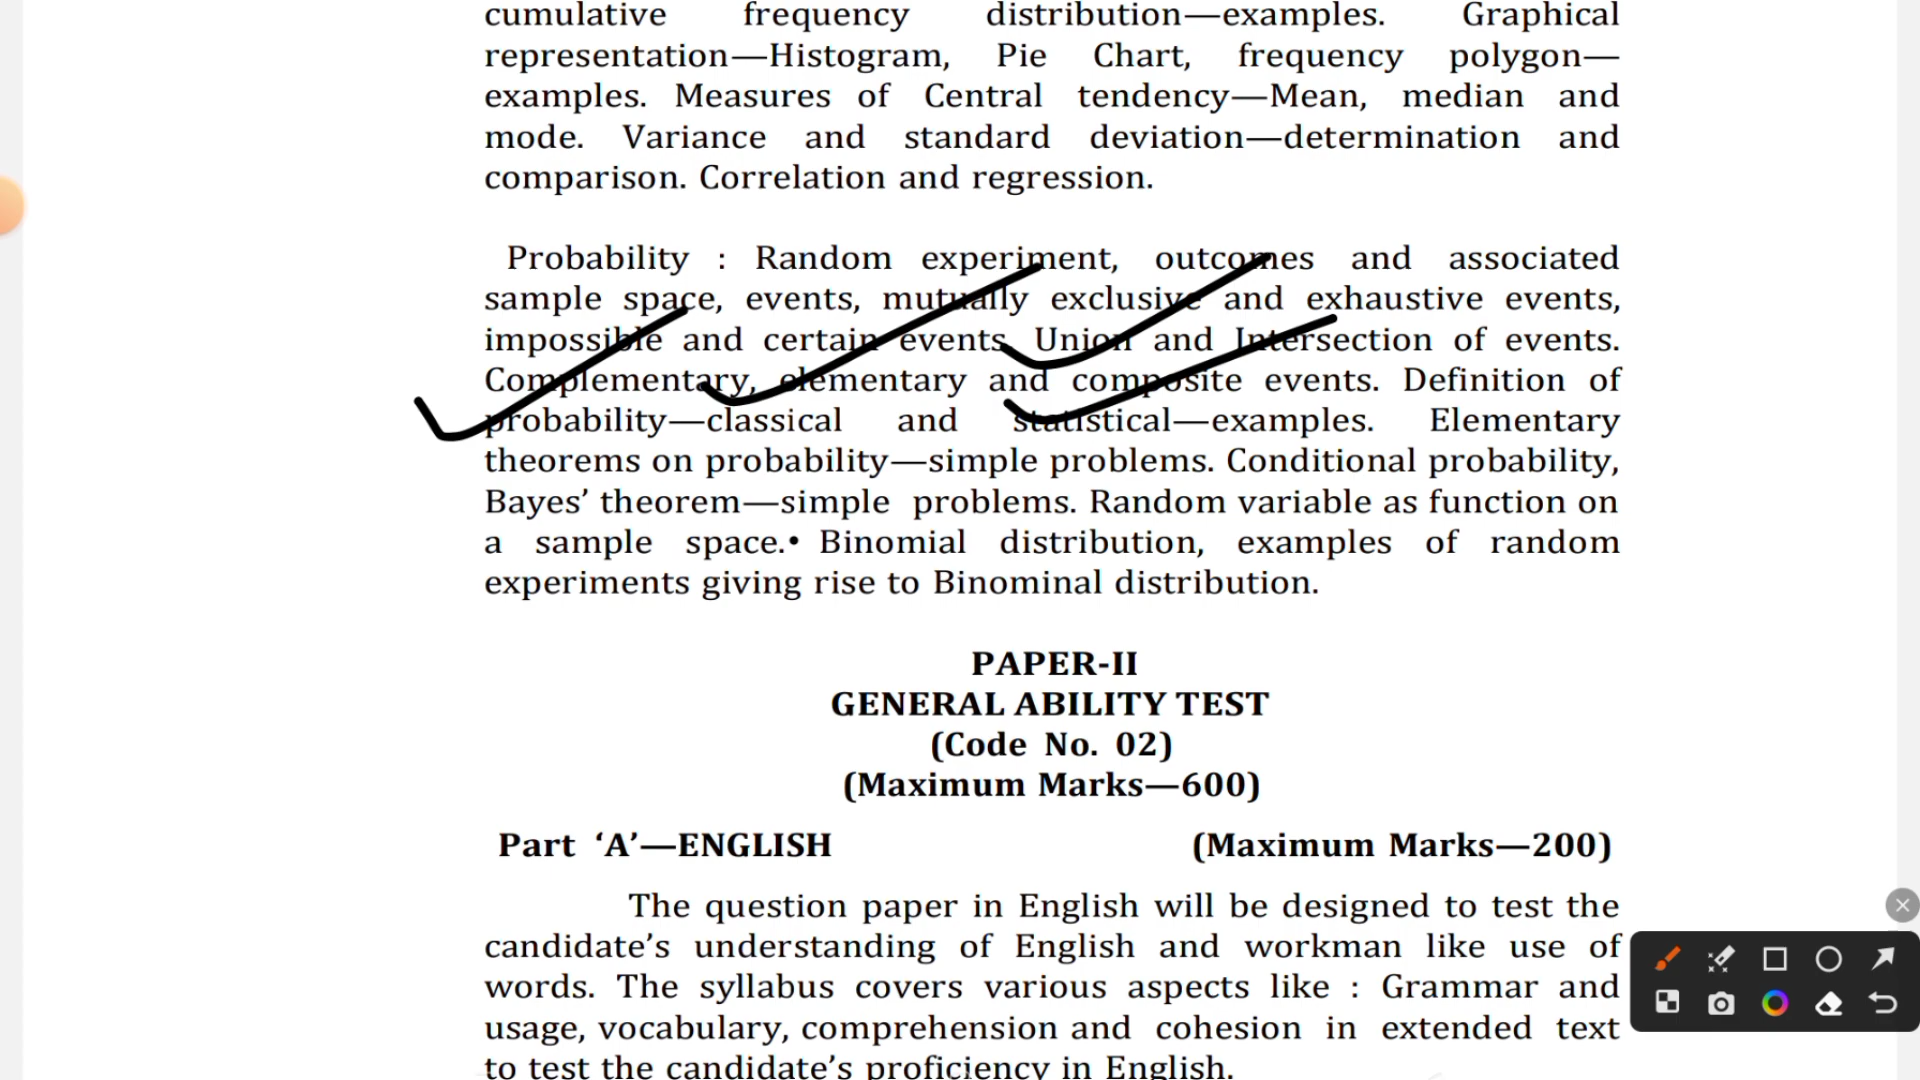 cumulative frequency distribution—examples. Graphical
representation—Histogram, Pie Chart, frequency polygon—
examples. Measures of Central tendency—Mean, median and
mode. Variance and standard deviation—determination and
comparison. Correlation and regression.
Probability : Random experiment, outcomes and associated
sample space, events, mutually exclusive and exhaustive events,
impossible and certain events. Union and Intersection of events.
Complementary, elementary and composite events. Definition of
probability—classical and statistical—examples. Elementary
theorems on probability—simple problems. Conditional probability,
Bayes’ theorem—simple problems. Random variable as function on
a sample space.• Binomial distribution, examples of random
experiments giving rise to Binominal distribution.
PAPER-II
GENERAL ABILITY TEST
(Code No. 02)
(Maximum Marks—600)
Part ‘A’—ENGLISH (Maximum Marks—200)
The question paper in English will be designed to test the
candidate’s understanding of English and workman like use of
words. The syllabus covers various aspects like : Grammar and
usage, vocabulary, comprehension and cohesion in extended text
to test the candidate’s proficiency in English.